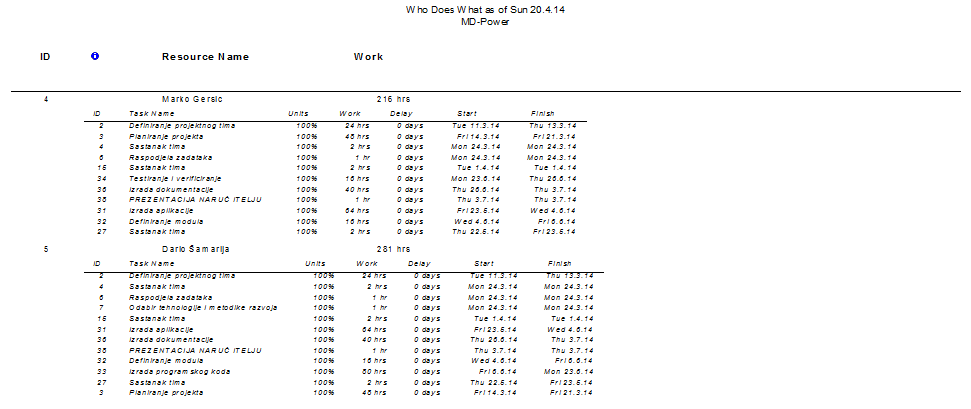 Who Does What as of Sun 20.4.14
MD-Power
ID Resource Name Work
4 Marko Gersic 216 hrs
ID Task Name Units Work Delay Start Finish
2 Definiranje projektnog tima 100% 24 hrs 0 days Tue 11.3.14 Thu 13.3.14
3 Planiranje projekta 100% 48 hrs 0 days Fri 14.3.14 Fri 21.3.14
4 Sastanak tima 100% 2 hrs 0 days Mon 24.3.14 Mon 24.3.14
6 Raspodjela zadataka 100% 1 hr 0 days Mon 24.3.14 Mon 24.3.14
15 Sastanak tima 100% 2 hrs 0 days Tue 1.4.14 Tue 1.4.14
34 Testiranje i verificiranje 100% 16 hrs 0 days Mon 23.6.14 Thu 26.6.14
36 Izrada dokumentacije 100% 40 hrs 0 days Thu 26.6.14 Thu 3.7.14
38 PREZENTACIJA NARUČITELJU 100% 1 hr 0 days Thu 3.7.14 Thu 3.7.14
31 Izrada aplikacije 100% 64 hrs 0 days Fri 23.5.14 Wed 4.6.14
32 Definiranje modula 100% 16 hrs 0 days Wed 4.6.14 Fri 6.6.14
27 Sastanak tima 100% 2 hrs 0 days Thu 22.5.14 Fri 23.5.14
5 Dario Šamarija 281 hrs
ID Task Name Units Work Delay Start Finish
2 Definiranje projektnog tima 100% 24 hrs 0 days Tue 11.3.14 Thu 13.3.14
4 Sastanak tima 100% 2 hrs 0 days Mon 24.3.14 Mon 24.3.14
6 Raspodjela zadataka 100% 1 hr 0 days Mon 24.3.14 Mon 24.3.14
7 Odabir tehnologije i metodike razvoja 100% 1 hr 0 days Mon 24.3.14 Mon 24.3.14
15 Sastanak tima 100% 2 hrs 0 days Tue 1.4.14 Tue 1.4.14
31 Izrada aplikacije 100% 64 hrs 0 days Fri 23.5.14 Wed 4.6.14
36 Izrada dokumentacije 100% 40 hrs 0 days Thu 26.6.14 Thu 3.7.14
38 PREZENTACIJA NARUČITELJU 100% 1 hr 0 days Thu 3.7.14 Thu 3.7.14
32 Definiranje modula 100% 16 hrs 0 days Wed 4.6.14 Fri 6.6.14
33 Izrada programskog koda 100% 80 hrs 0 days Fri 6.6.14 Mon 23.6.14
27 Sastanak tima 100% 2 hrs 0 days Thu 22.5.14 Fri 23.5.14
3 Planiranje projekta 100% 48 hrs 0 days Fri 14.3.14 Fri 21.3.14